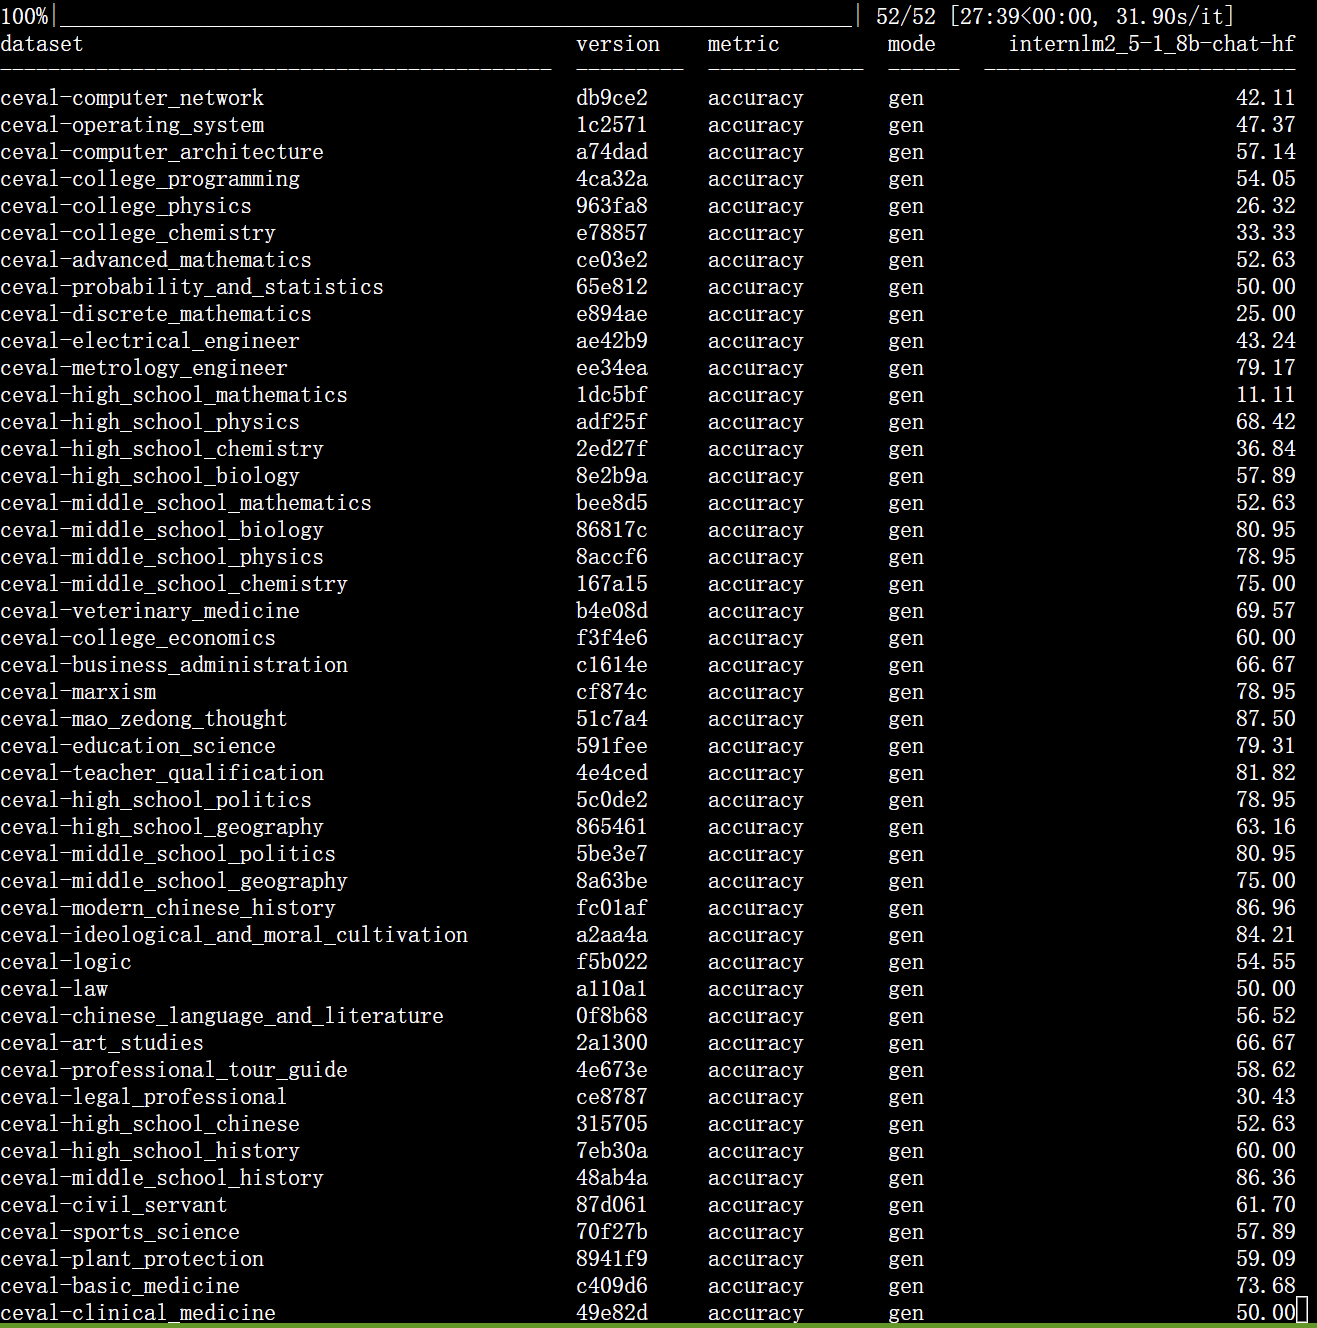 100%|__________________________________________________________________| 52/52 [27:39<00:00, 31.90s/it]
dataset                                         version    metric         mode    internlm2_5-1_8b-chat-hf
----------------------------------------------  ---------  -------------  ------  --------------------------
ceval-computer_network                          db9ce2     accuracy       gen                          42.11
ceval-operating_system                          1c2571     accuracy       gen                          47.37
ceval-computer_architecture                     a74dad     accuracy       gen                          57.14
ceval-college_programming                       4ca32a     accuracy       gen                          54.05
ceval-college_physics                           963fa8     accuracy       gen                          26.32
ceval-college_chemistry                         e78857     accuracy       gen                          33.33
ceval-advanced_mathematics                      ce03e2     accuracy       gen                          52.63
ceval-probability_and_statistics                65e812     accuracy       gen                          50.00
ceval-discrete_mathematics                      e894ae     accuracy       gen                          25.00
ceval-electrical_engineer                       ae42b9     accuracy       gen                          43.24
ceval-metrology_engineer                        ee34ea     accuracy       gen                          79.17
ceval-high_school_mathematics                   1dc5bf     accuracy       gen                          11.11
ceval-high_school_physics                       adf25f     accuracy       gen                          68.42
ceval-high_school_chemistry                     2ed27f     accuracy       gen                          36.84
ceval-high_school_biology                       8e2b9a     accuracy       gen                          57.89
ceval-middle_school_mathematics                 bee8d5     accuracy       gen                          52.63
ceval-middle_school_biology                     86817c     accuracy       gen                          80.95
ceval-middle_school_physics                     8accf6     accuracy       gen                          78.95
ceval-middle_school_chemistry                   167a15     accuracy       gen                          75.00
ceval-veterinary_medicine                       b4e08d     accuracy       gen                          69.57
ceval-college_economics                         f3f4e6     accuracy       gen                          60.00
ceval-business_administration                   c1614e     accuracy       gen                          66.67
ceval-marxism                                   cf874c     accuracy       gen                          78.95
ceval-mao_zedong_thought                        51c7a4     accuracy       gen                          87.50
ceval-education_science                         591fee     accuracy       gen                          79.31
ceval-teacher_qualification                     4e4ced     accuracy       gen                          81.82
ceval-high_school_politics                      5c0de2     accuracy       gen                          78.95
ceval-high_school_geography                     865461     accuracy       gen                          63.16
ceval-middle_school_politics                    5be3e7     accuracy       gen                          80.95
ceval-middle_school_geography                   8a63be     accuracy       gen                          75.00
ceval-modern_chinese_history                    fc01af     accuracy       gen                          86.96
ceval-ideological_and_moral_cultivation         a2aa4a     accuracy       gen                          84.21
ceval-logic                                     f5b022     accuracy       gen                          54.55
ceval-law                                       a110a1     accuracy       gen                          50.00
ceval-chinese_language_and_literature           0f8b68     accuracy       gen                          56.52
ceval-art_studies                               2a1300     accuracy       gen                          66.67
ceval-professional_tour_guide                   4e673e     accuracy       gen                          58.62
ceval-legal_professional                        ce8787     accuracy       gen                          30.43
ceval-high_school_chinese                       315705     accuracy       gen                          52.63
ceval-high_school_history                       7eb30a     accuracy       gen                          60.00
ceval-middle_school_history                     48ab4a     accuracy       gen                          86.36
ceval-civil_servant                             87d061     accuracy       gen                          61.70
ceval-sports_science                            70f27b     accuracy       gen                          57.89
ceval-plant_protection                          8941f9     accuracy       gen                          59.09
ceval-basic_medicine                            c409d6     accuracy       gen                          73.68
ceval-clinical_medicine                         49e82d     accuracy       gen                          50.00